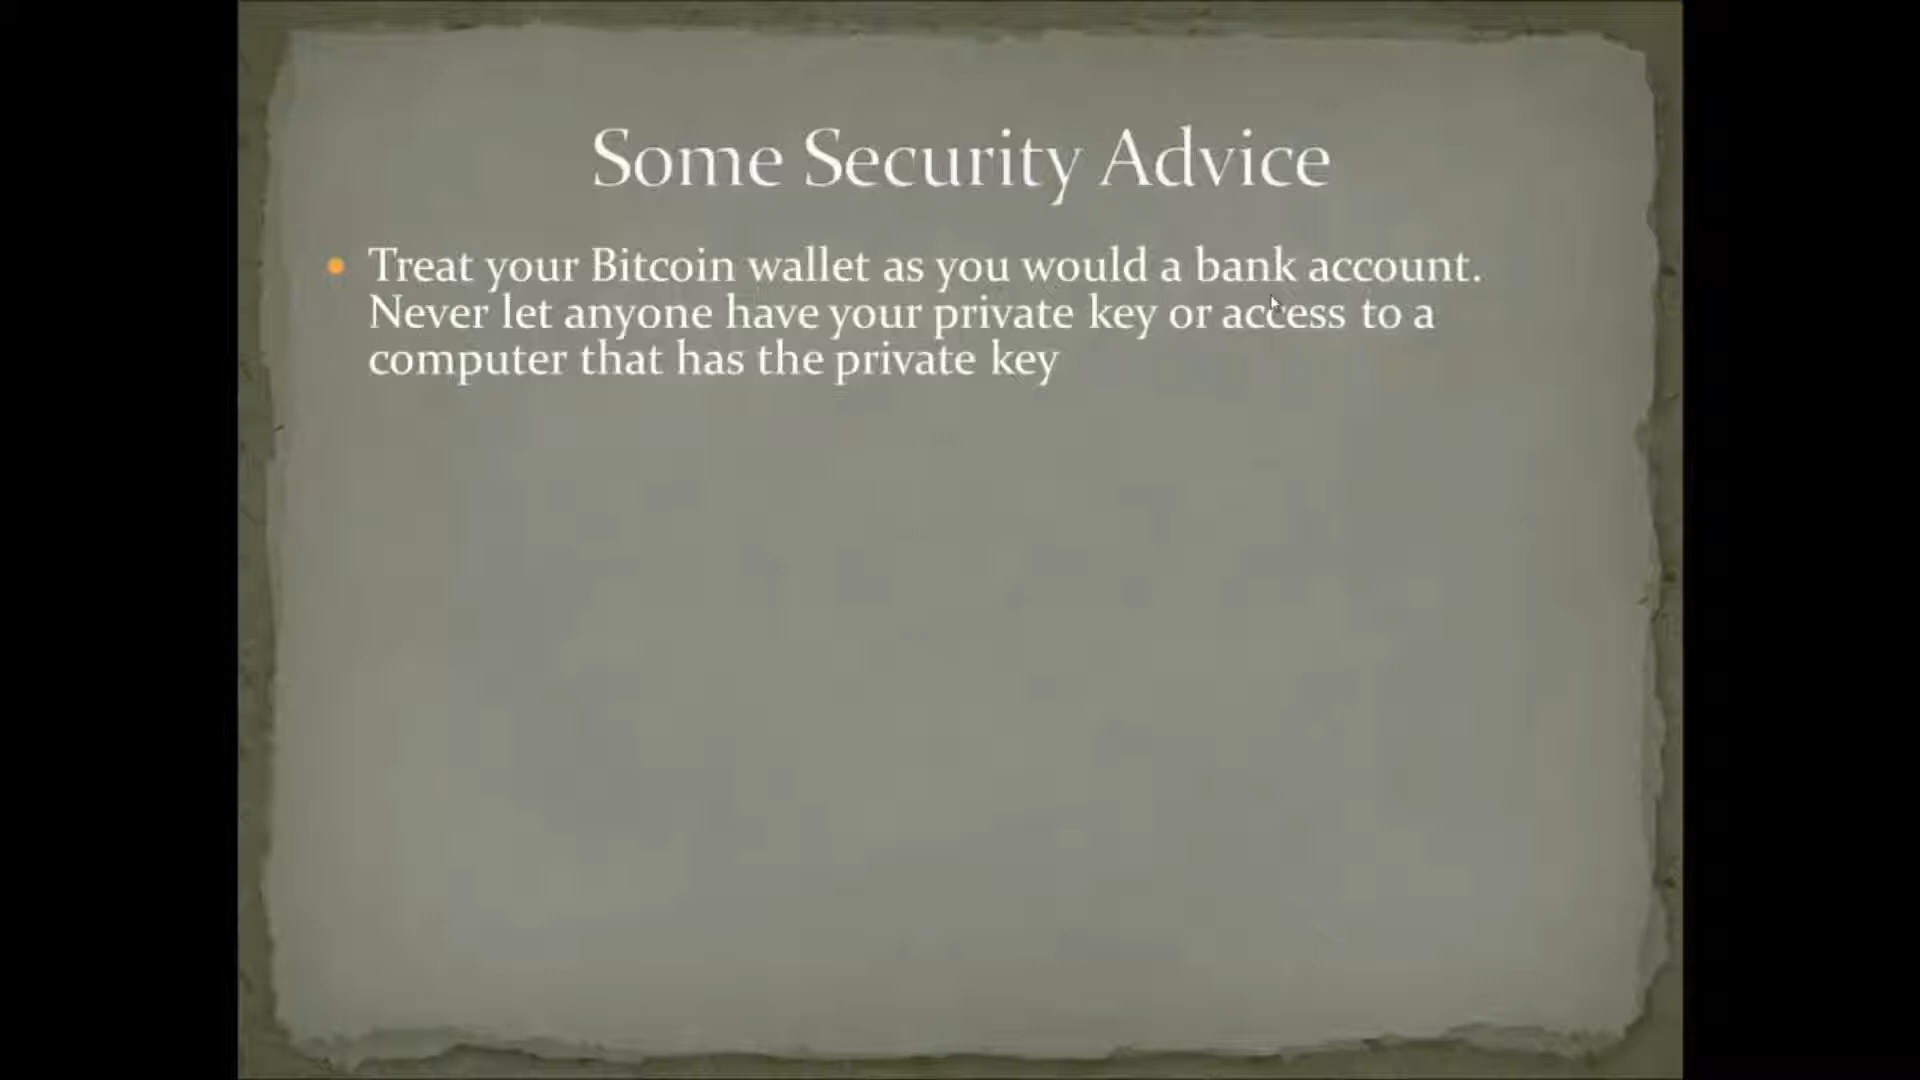 Some Security Advice
Treat your Bitcoin wallet as you would a bank account.
Never let anyone have your private key or access to a
computer that has the private key